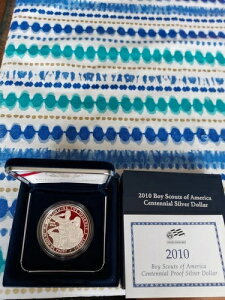 2010 Boy Scouts of America
Centennial Silver Dollar
2010
Boy Scouts of America
Centennial Proof Silver Dollar